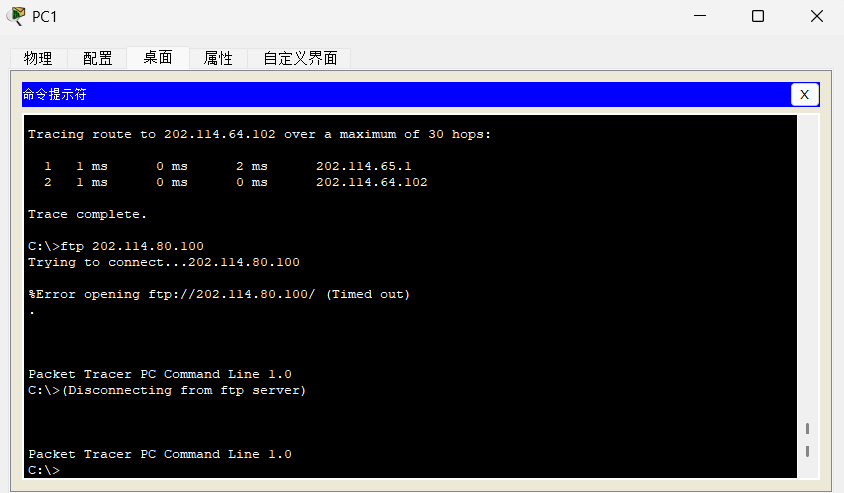 PC1
物理 配置 桌面 属性 自定义界面
命令提示符 X
Tracing route to 202.114.64.102 over a maximum of 30 hops:
1 1 ms 0 ms 2 ms 202.114.65.1
2 1 ms 0 ms 0 ms 202.114.64.102
Trace complete.
C:\>ftp 202.114.80.100
Trying to connect...202.114.80.100
%Error opening ftp://202.114.80.100/ (Timed out)
.
Packet Tracer PC Command Line 1.0
C:\>(Disconnecting from ftp server)
Packet Tracer PC Command Line 1.0
C:\>